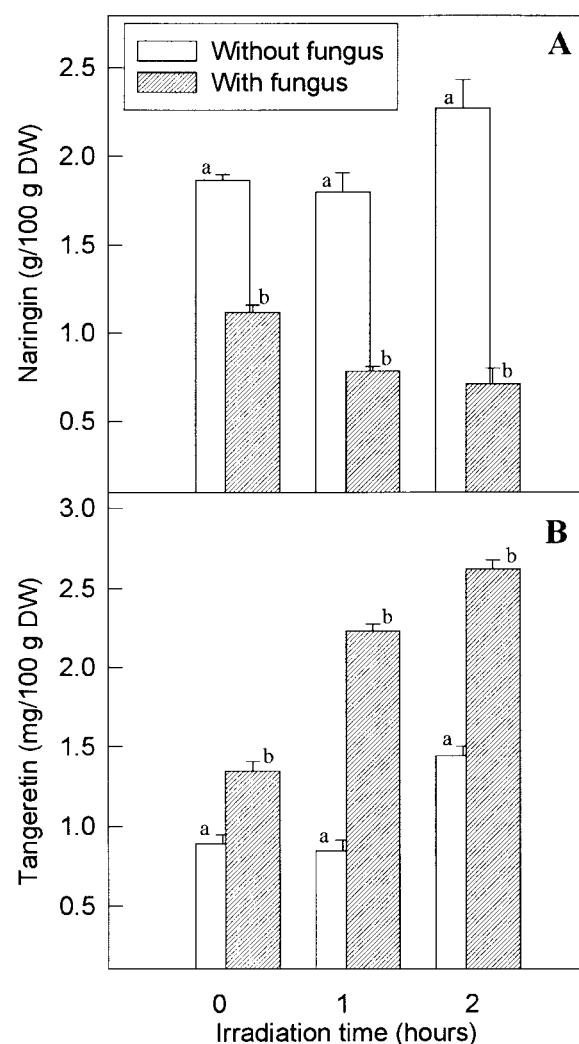 A
Without fungus
With fungus
Naringin (g/100 g DW)
2.5
2.0
1.5
1.0
0.5
a
b
a
b
a
b
B
Tangeretin (mg/100 g DW)
3.0
2.5
2.0
1.5
1.0
0.5
a
b
a
b
a
b
0 1 2
Irradiation time (hours)